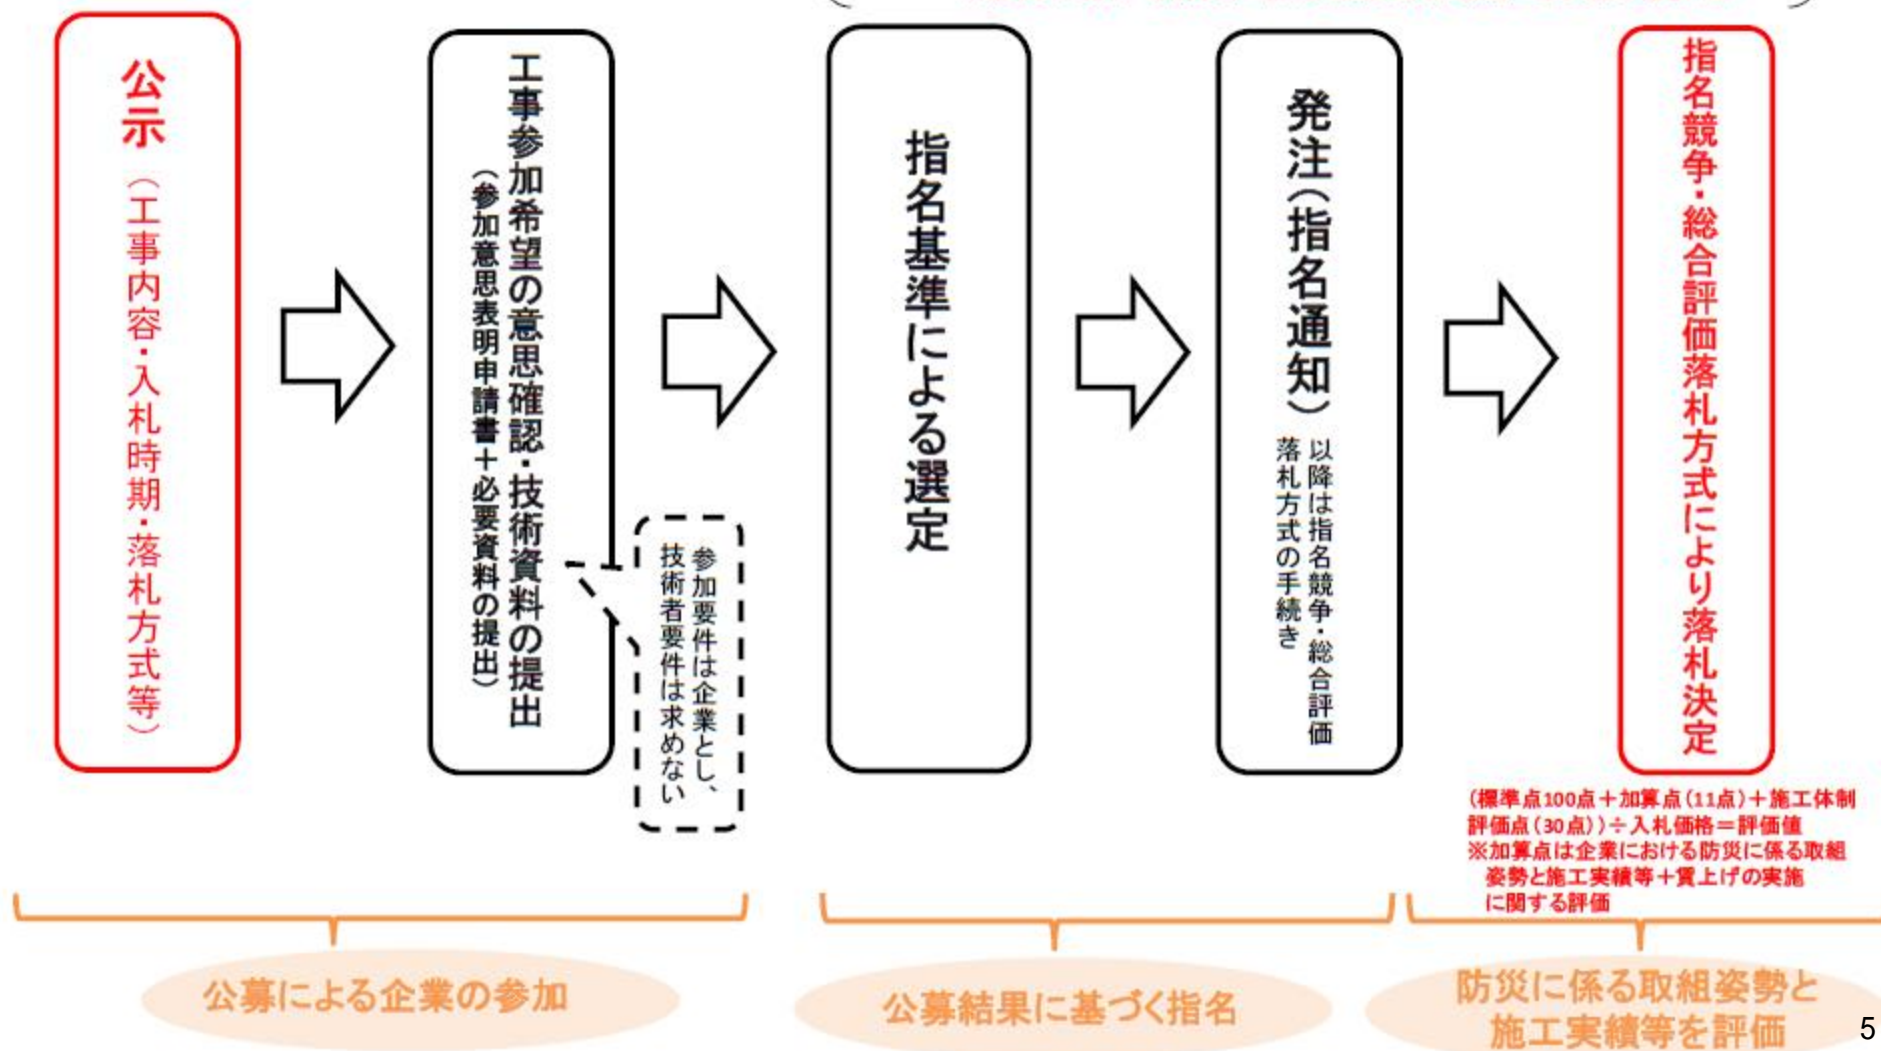 公示（工事内容・入札時期・落札方式等）
工事参加希望の意思確認・技術資料の提出
（参加意思表明申請書＋必要資料の提出）
参加要件は企業とし、
技術者要件は求めない
指名基準による選定
発注（指名通知）
以降は指名競争・総合評価
落札方式の手続き
指名競争・総合評価落札方式により落札決定
（標準点100点＋加算点（11点）＋施工体制
評価点（30点））÷入札価格＝評価値
※加算点は企業における防災に係る取組
姿勢と施工実績等＋賃上げの実施
に関する評価
公募による企業の参加
公募結果に基づく指名
防災に係る取組姿勢と
施工実績等を評価
5